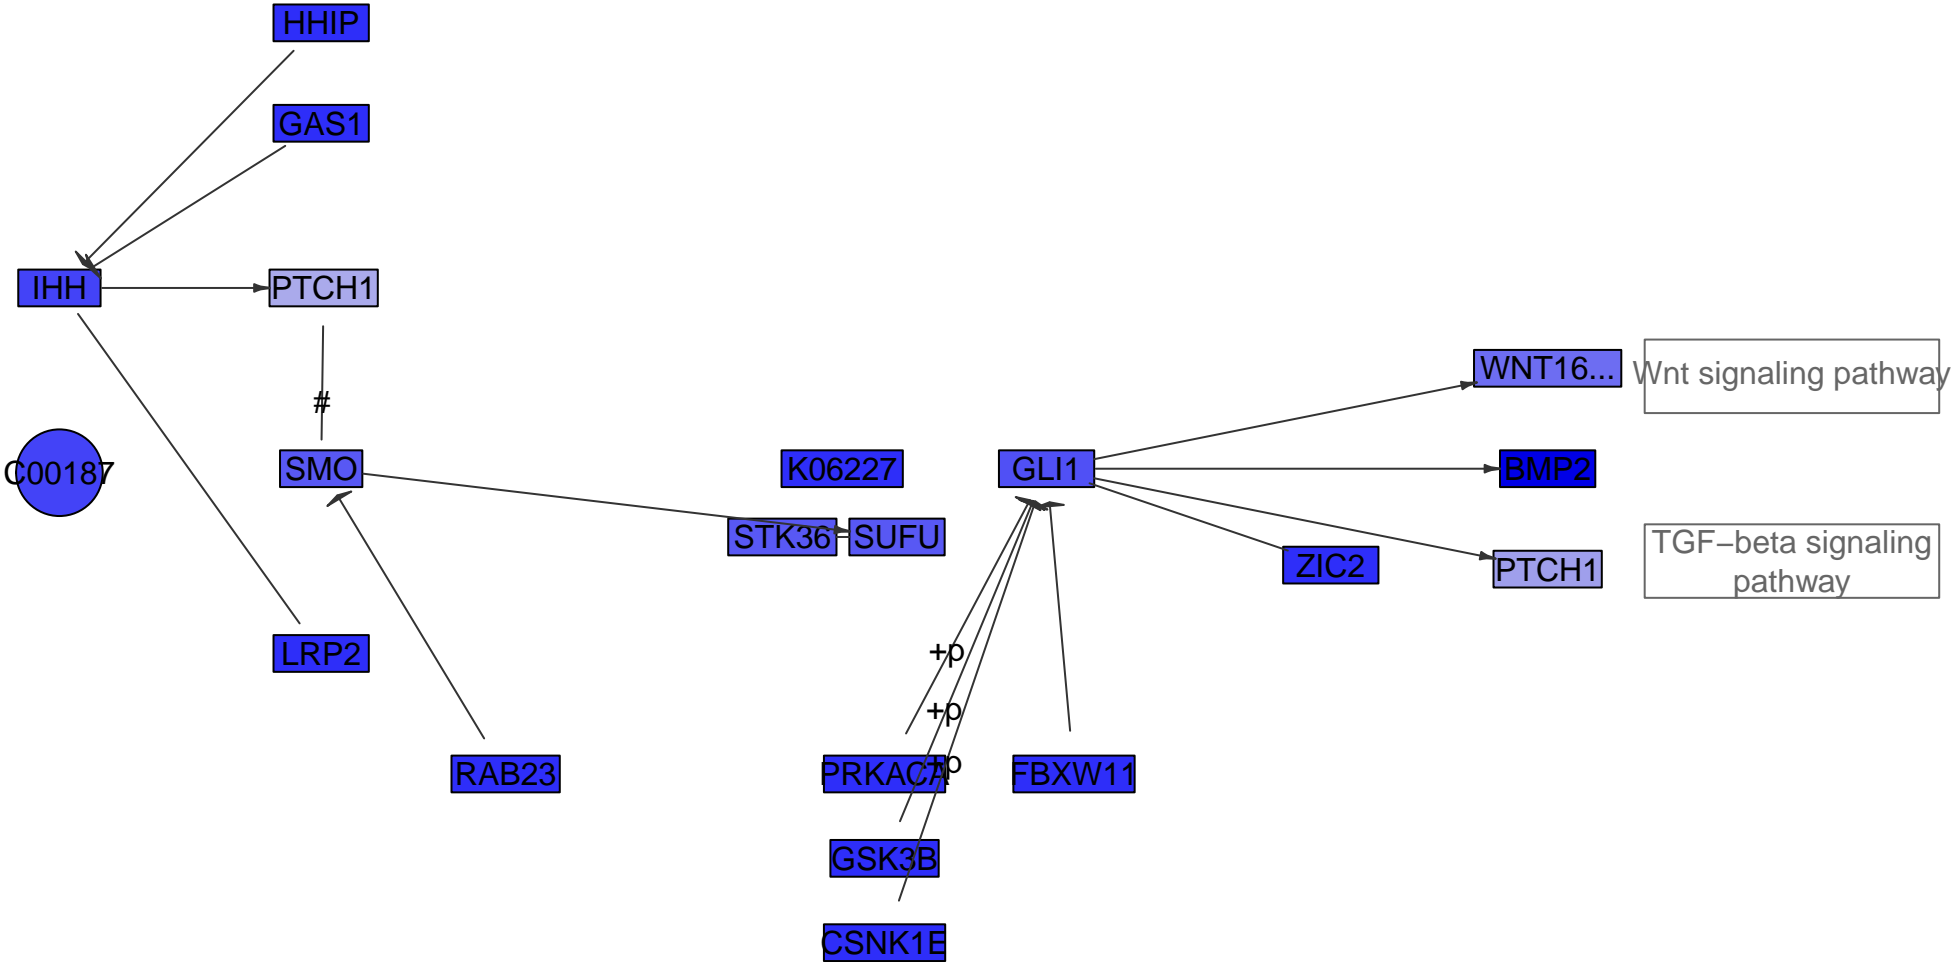 HHIP
GAS1
IHH
PTCH1
WNT16...
Wnt signaling pathway
#
C00187
SMO
K06227
GLI1
BMP2
STK36
SUFU
TGF−beta signaling
pathway
ZIC2
PTCH1
LRP2
+p
+p
+p
RAB23
PRKACA
FBXW11
GSK3B
CSNK1E